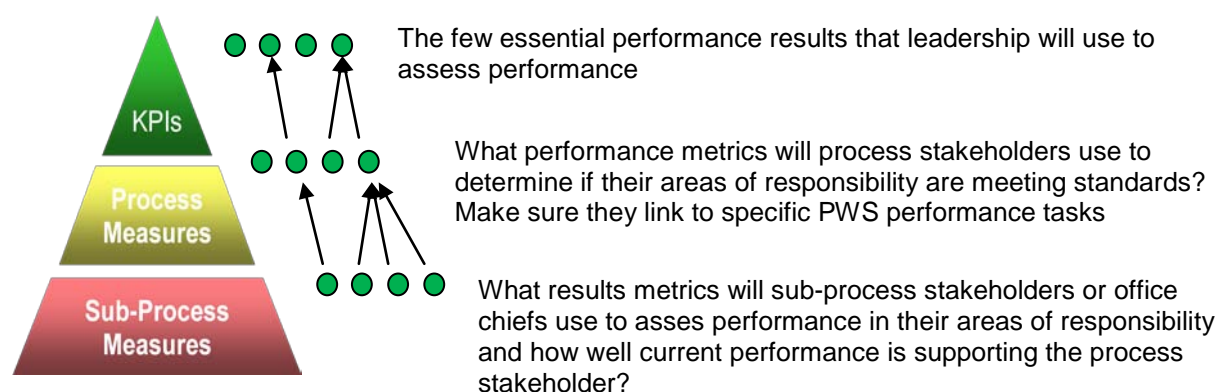 The few essential performance results that leadership will use to
assess performance
KPIs
What performance metrics will process stakeholders use to
determine if their areas of responsibility are meeting standards?
Make sure they link to specific PWS performance tasks
Process
Measures
What results metrics will sub-process stakeholders or office
chiefs use to asses performance in their areas of responsibility
and how well current performance is supporting the process
stakeholder?
Sub-Process
Measures